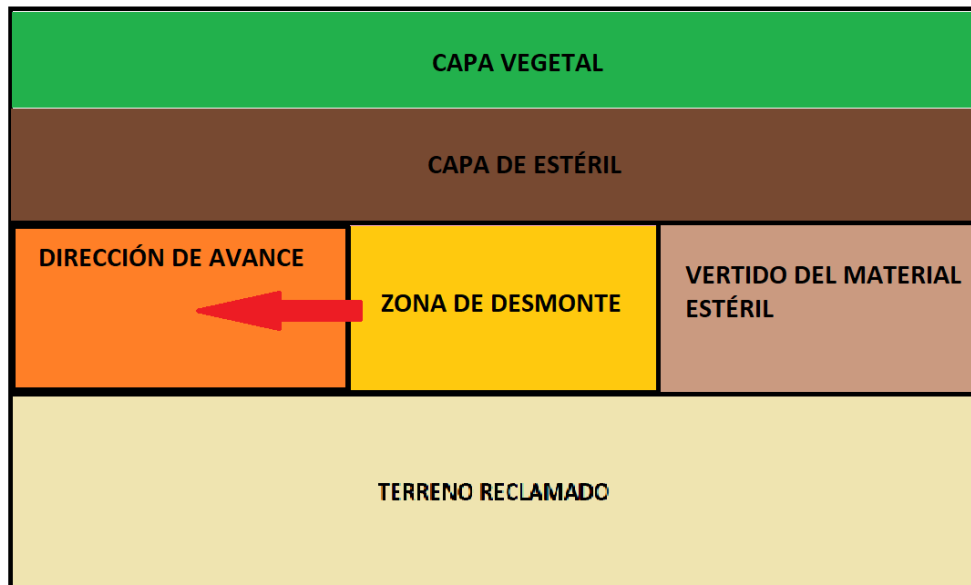 CAPA VEGETAL
CAPA DE ESTÉRIL
DIRECCIÓN DE AVANCE
ZONA DE DESMONTE
VERTIDO DEL MATERIAL
ESTÉRIL
TERRENO RECLAMADO